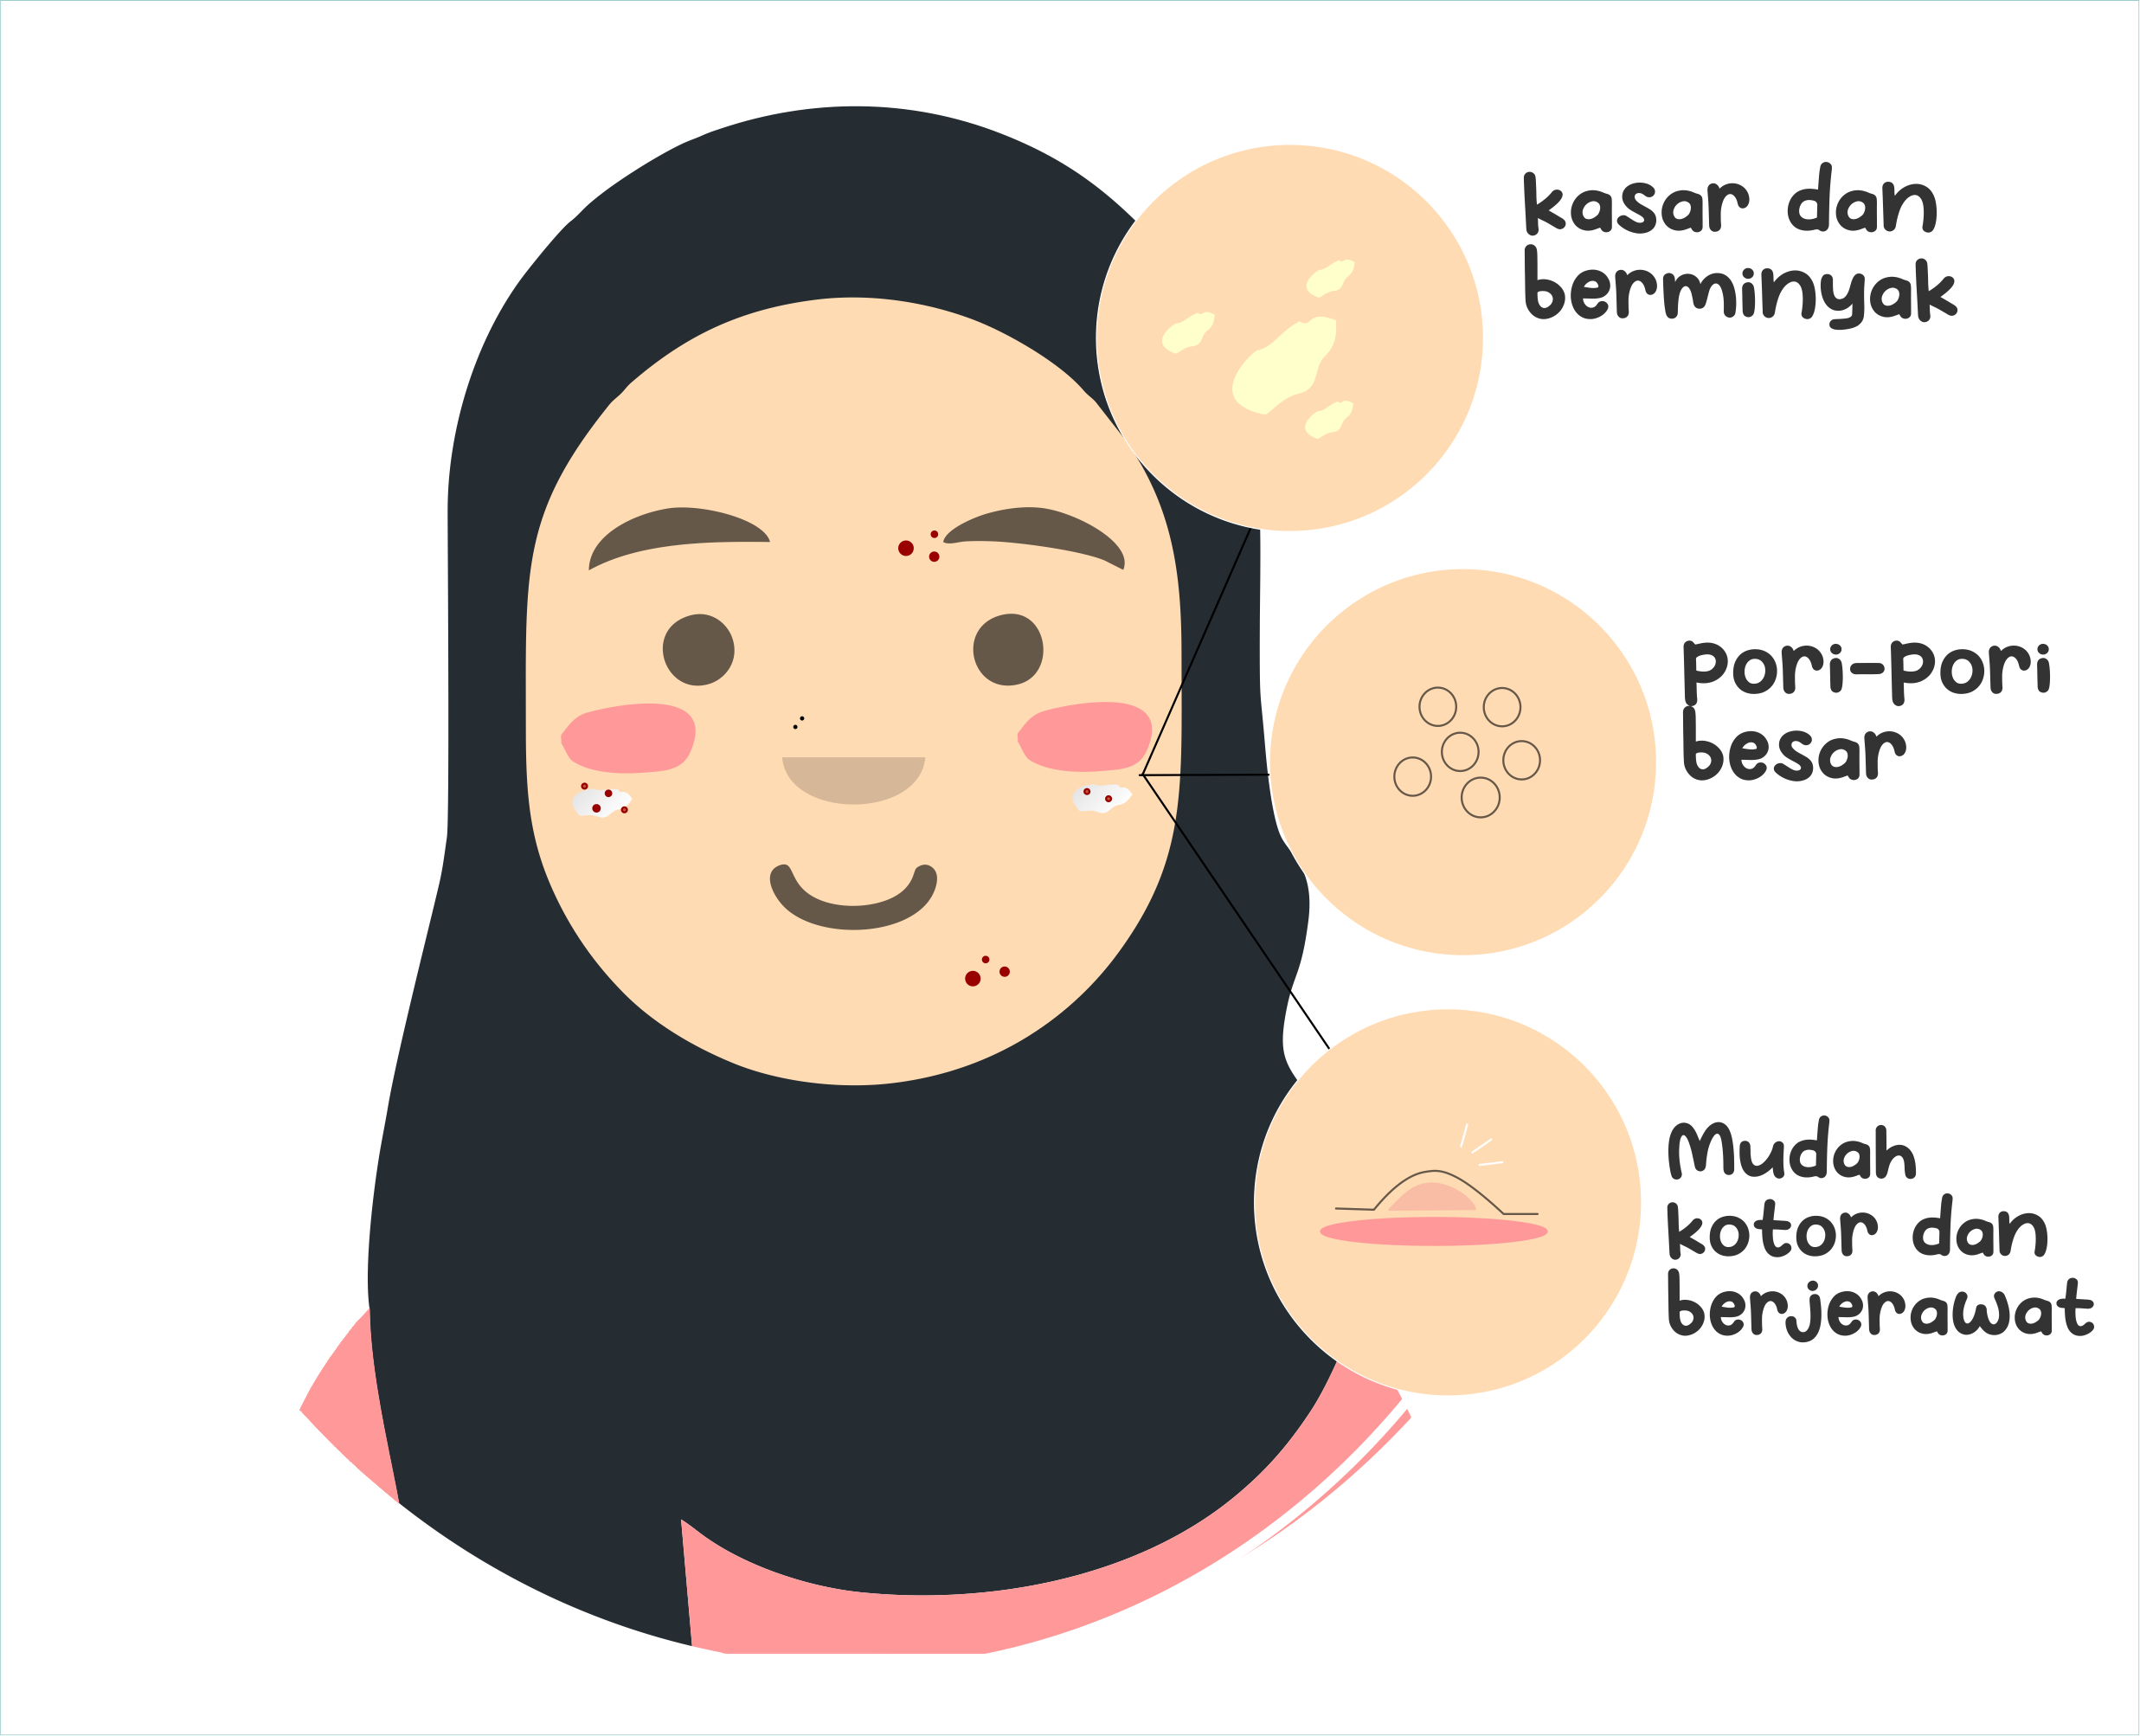 kasar dan
berminyak
pori-pori
besar
Mudah
kotor dan
berjerawat